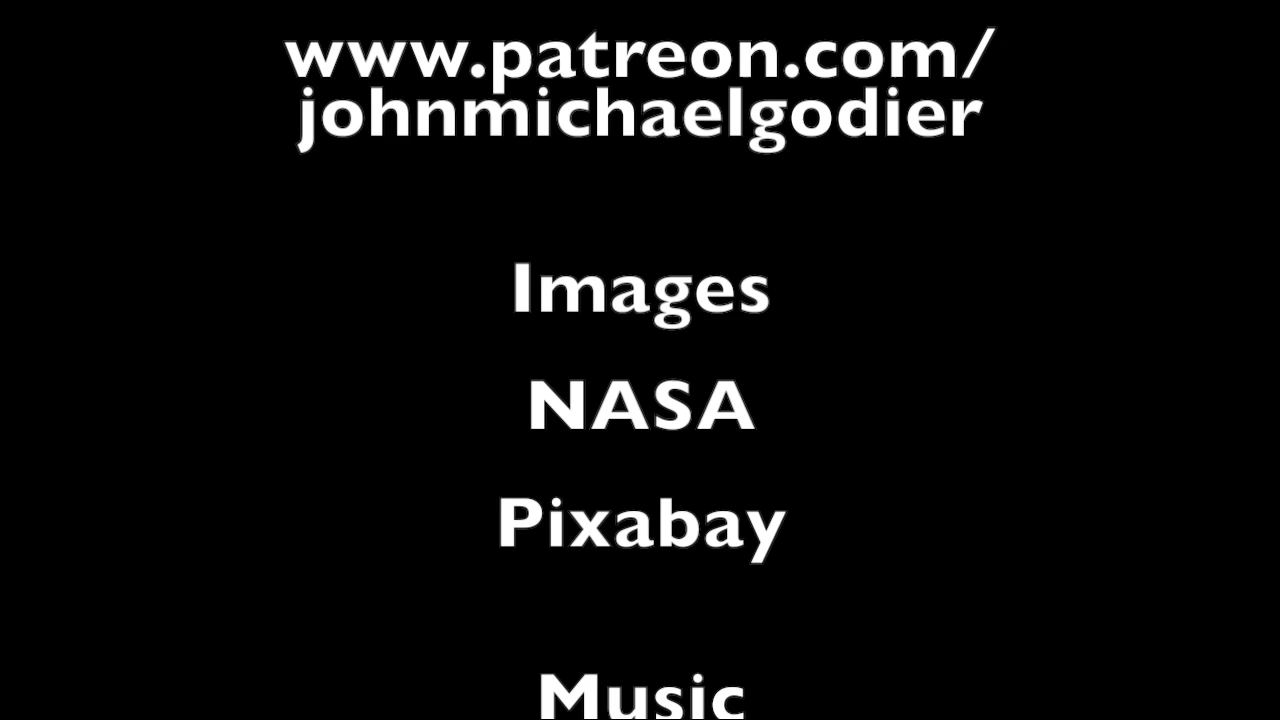 www.patreon.com/
johnmichaelgodier
Images
NASA
Pixabay
Music